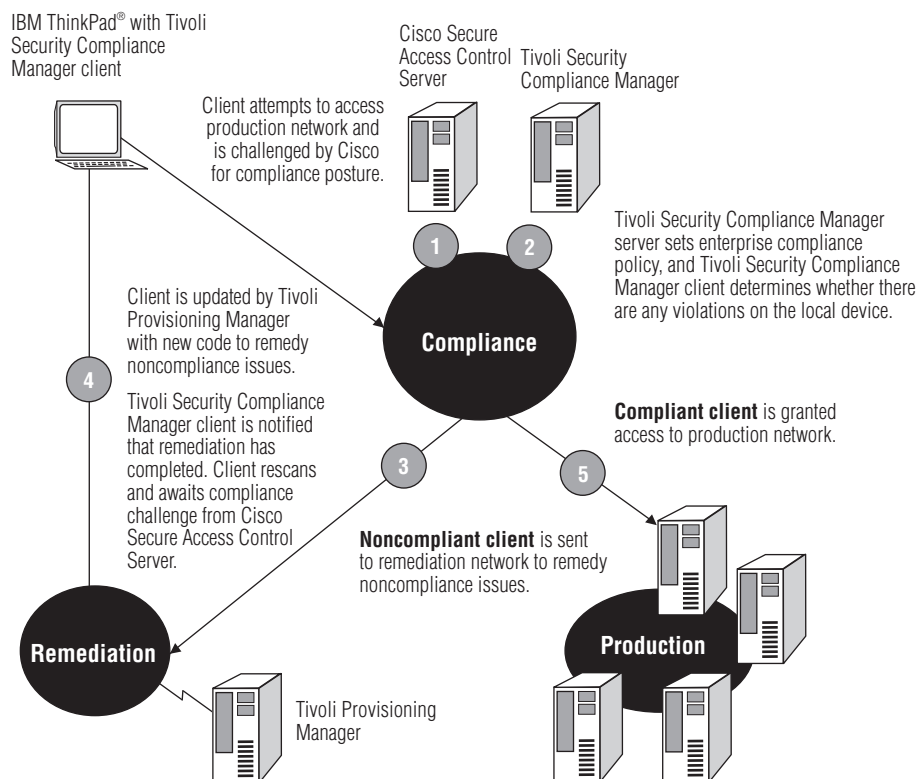 IBM ThinkPad® with Tivoli
Security Compliance
Manager client
Cisco Secure
Access Control
Server
Tivoli Security
Compliance Manager
Client attempts to access
production network and
is challenged by Cisco
for compliance posture.
1
2
Tivoli Security Compliance Manager
server sets enterprise compliance
policy, and Tivoli Security Compliance
Manager client determines whether there
are any violations on the local device.
Compliance
Client is updated by Tivoli
Provisioning Manager
with new code to remedy
noncompliance issues.
4
Tivoli Security Compliance
Manager client is notified
that remediation has
completed. Client rescans
and awaits compliance
challenge from Cisco
Secure Access Control
Server.
3
5
Compliant client is granted
access to production network.
Noncompliant client is sent
to remediation network to remedy
noncompliance issues.
Remediation
Production
Tivoli Provisioning
Manager